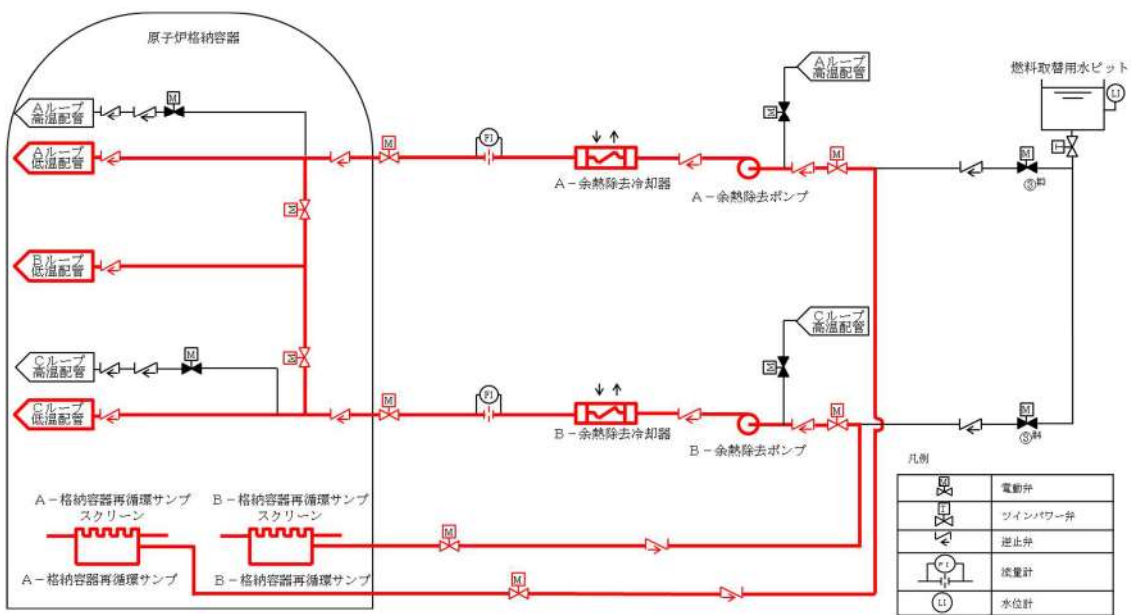 原子炉格納容器
Aループ
高温配管
燃料取替用水ピット
LI
Aループ
高温配管
M
M
T
Aループ
低温配管
M
FI
M
M
A-余熱除去冷却器
A-余熱除去ポンプ
M
Bループ
低温配管
Cループ
高温配管
M
M
Cループ
高温配管
M
Cループ
低温配管
M
FI
M
M
B-余熱除去冷却器
B-余熱除去ポンプ
凡例
M
電動弁
T
ツインパワー弁
逆止弁
FI
流量計
LI
水位計
A-格納容器再循環サンプ
スクリーン
B-格納容器再循環サンプ
スクリーン
M
A-格納容器再循環サンプ
B-格納容器再循環サンプ
M